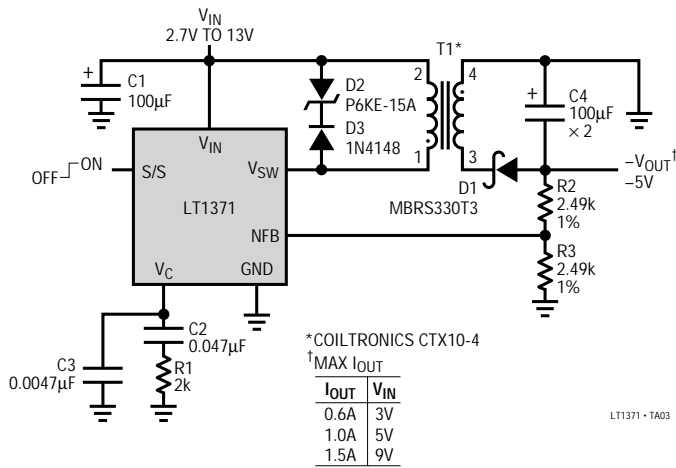 V_IN
2.7V TO 13V
+
C1
100µF
D2
P6KE-15A
D3
1N4148
T1*
2
4
1
3
+
C4
100µF
× 2
OFF ON
S/S
V_IN
V_SW
LT1371
NFB
V_C
GND
D1
MBRS330T3
–V_OUT†
–5V
R2
2.49k
1%
R3
2.49k
1%
C2
0.047µF
C3
0.0047µF
R1
2k
*COILTRONICS CTX10-4
†MAX I_OUT
I_OUT V_IN
0.6A 3V
1.0A 5V
1.5A 9V
LT1371 • TA03